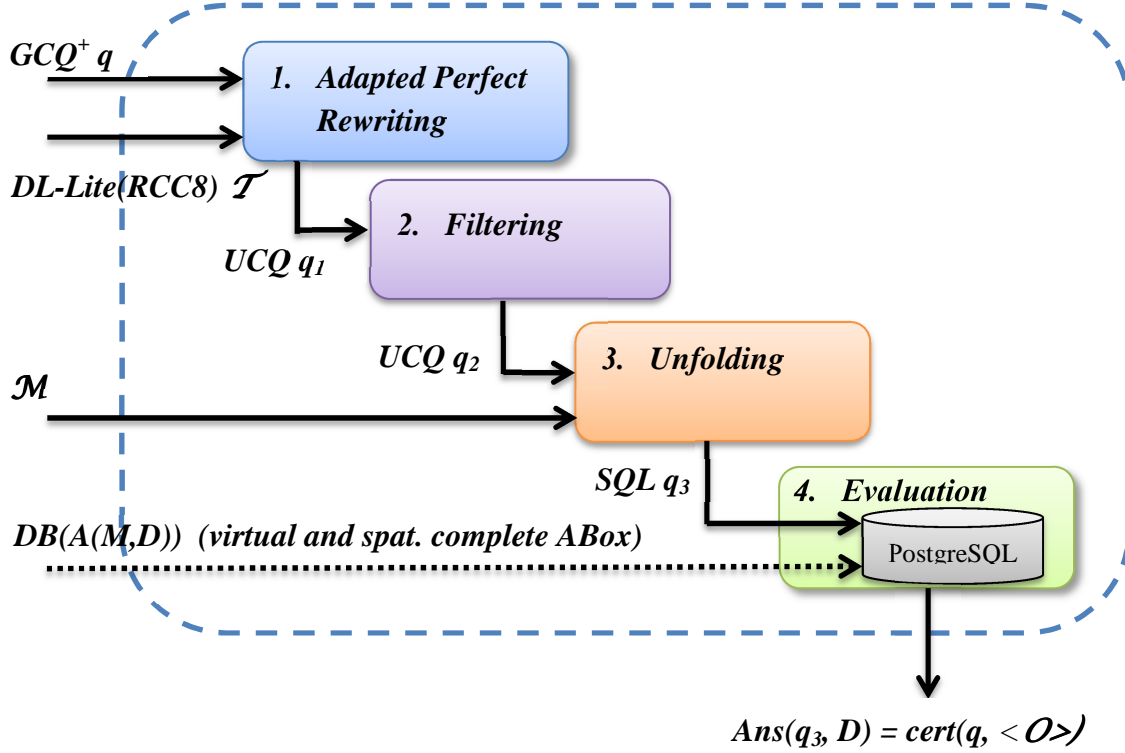 GCQ⁺ q
1. Adapted Perfect
Rewriting
DL-Lite(RCC8) 𝒯
2. Filtering
UCQ q₁
UCQ q₂
3. Unfolding
ℳ
SQL q₃
4. Evaluation
DB(A(M,D)) (virtual and spat. complete ABox)
PostgreSQL
Ans(q₃, D) = cert(q, <𝒪>)